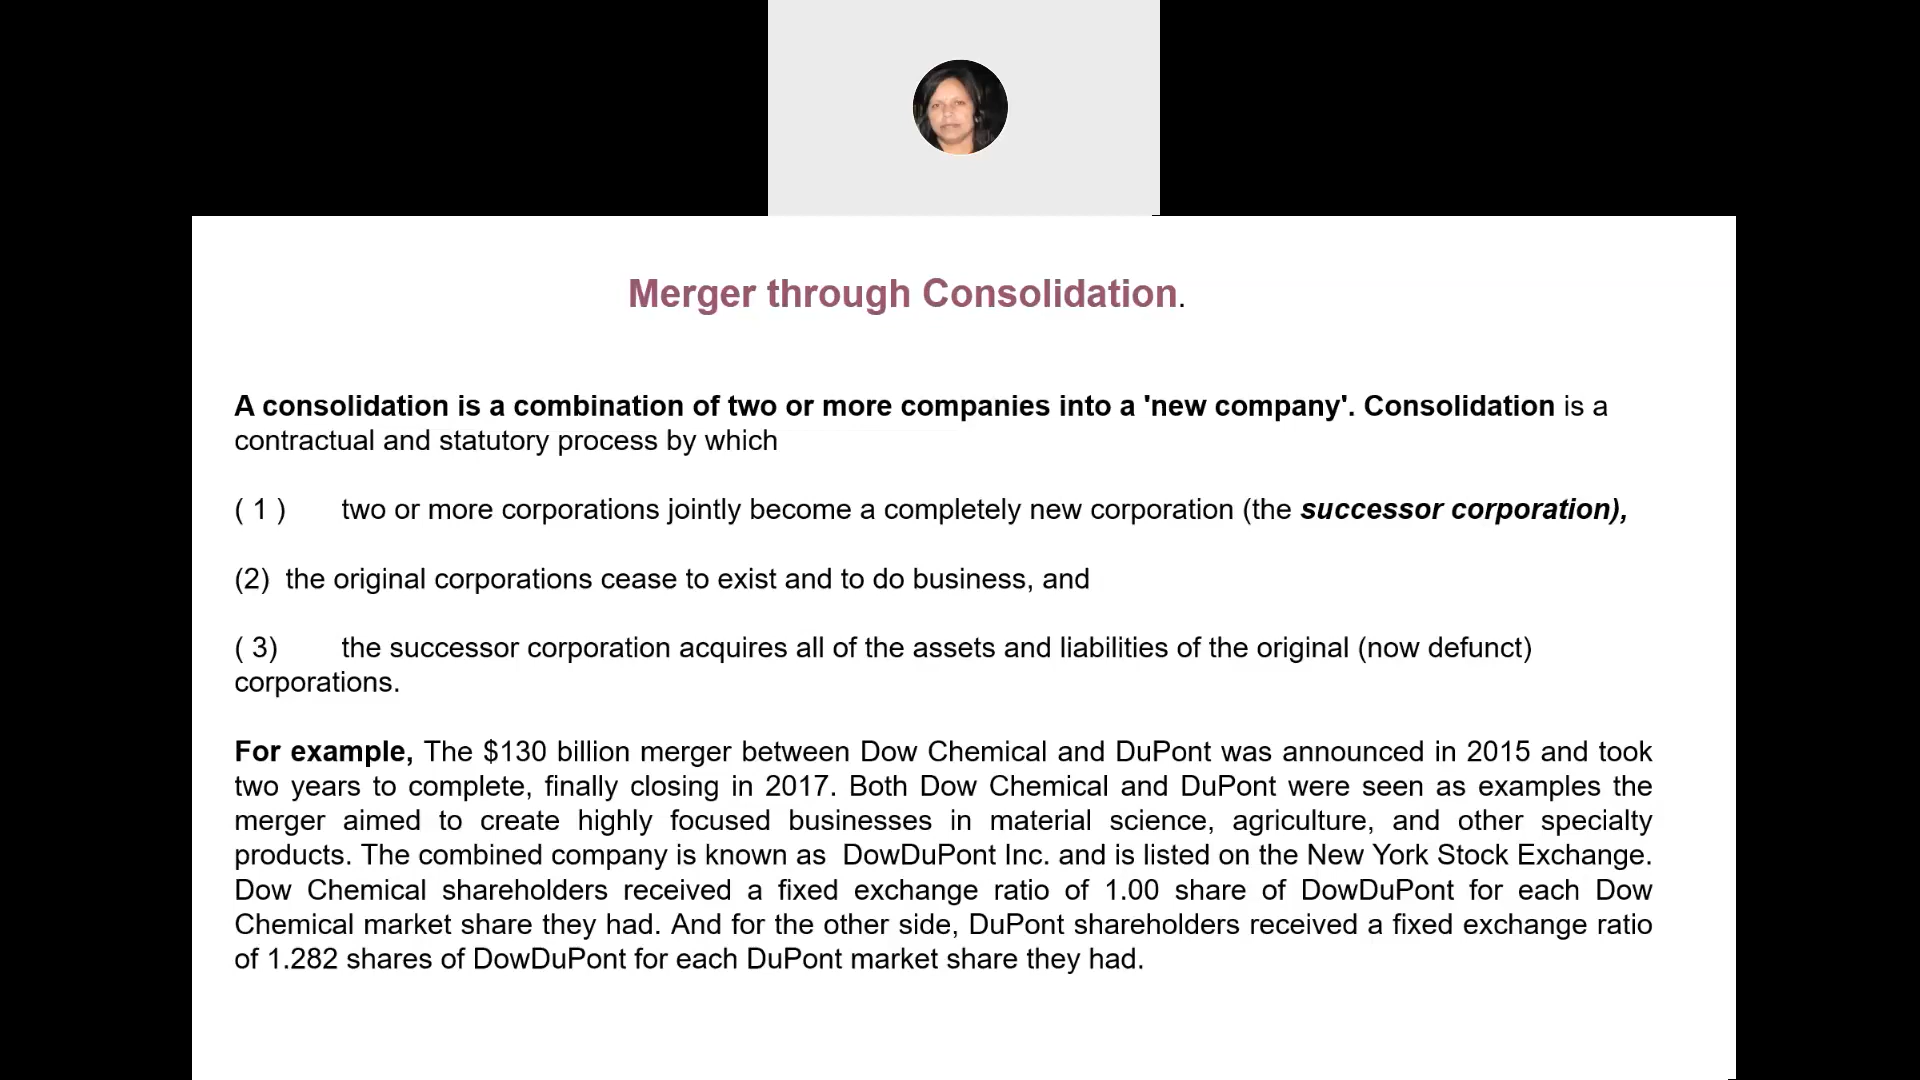 Merger through Consolidation.
A consolidation is a combination of two or more companies into a 'new company'. Consolidation is a
contractual and statutory process by which
( 1 ) two or more corporations jointly become a completely new corporation (the successor corporation),
(2) the original corporations cease to exist and to do business, and
( 3) the successor corporation acquires all of the assets and liabilities of the original (now defunct)
corporations.
For example, The $130 billion merger between Dow Chemical and DuPont was announced in 2015 and took
two years to complete, finally closing in 2017. Both Dow Chemical and DuPont were seen as examples the
merger aimed to create highly focused businesses in material science, agriculture, and other specialty
products. The combined company is known as DowDuPont Inc. and is listed on the New York Stock Exchange.
Dow Chemical shareholders received a fixed exchange ratio of 1.00 share of DowDuPont for each Dow
Chemical market share they had. And for the other side, DuPont shareholders received a fixed exchange ratio
of 1.282 shares of DowDuPont for each DuPont market share they had.